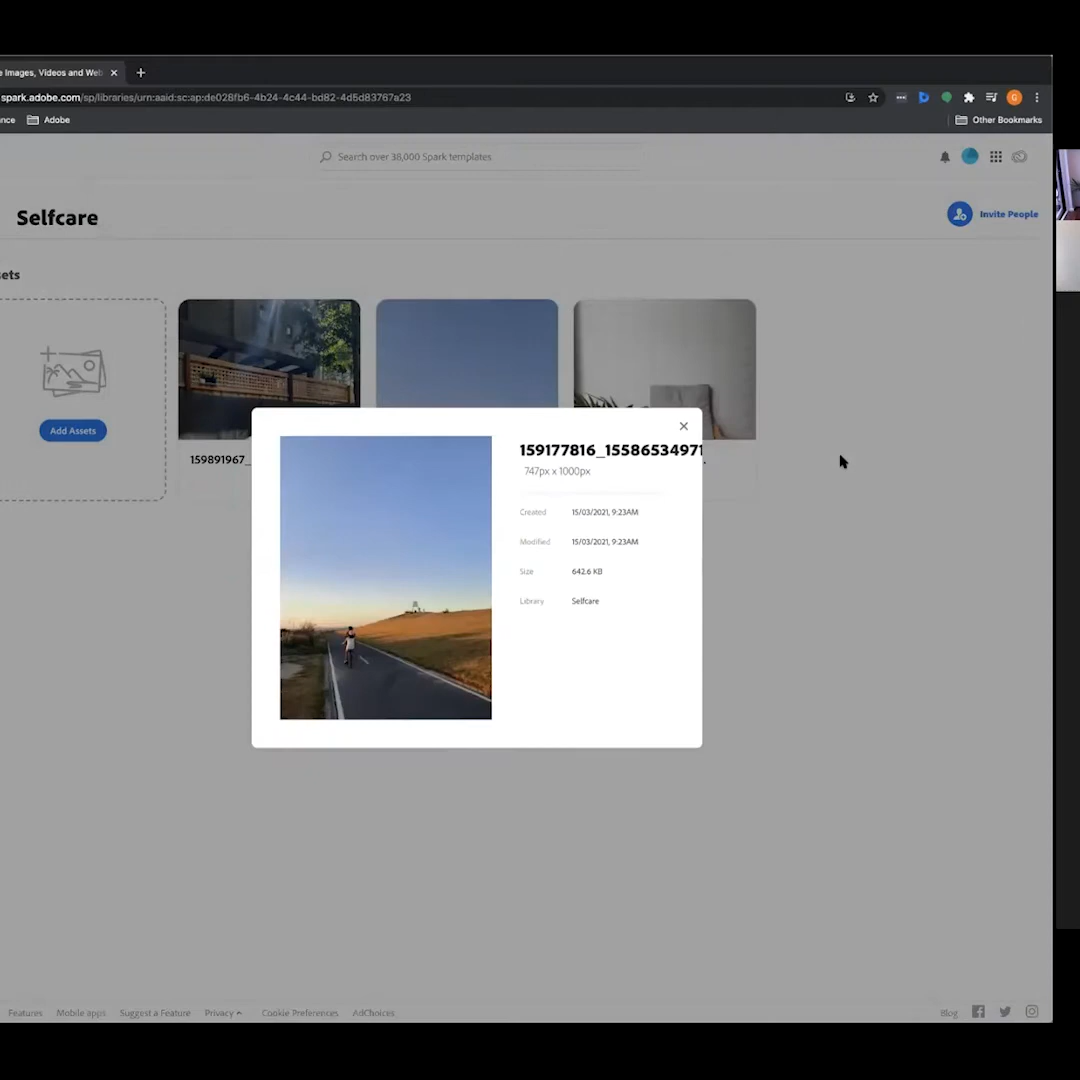 e Images, Videos and Web
spark.adobe.com/sp/libraries/urn:aaid:sc:ap:de028fb6-4b24-4c44-bd82-4d5d83767a23
nce Adobe Other Bookmarks
Search over 38,000 Spark templates
Selfcare
Invite People
sets
Add Assets
159891967_
159177816_1558653497
747px x 1000px
Created 15/03/2021, 9:23AM
Modified 15/03/2021, 9:23AM
Size 642.6 KB
Library Selfcare
Features Mobile apps Suggest a Feature Privacy Cookie Preferences AdChoices Blog